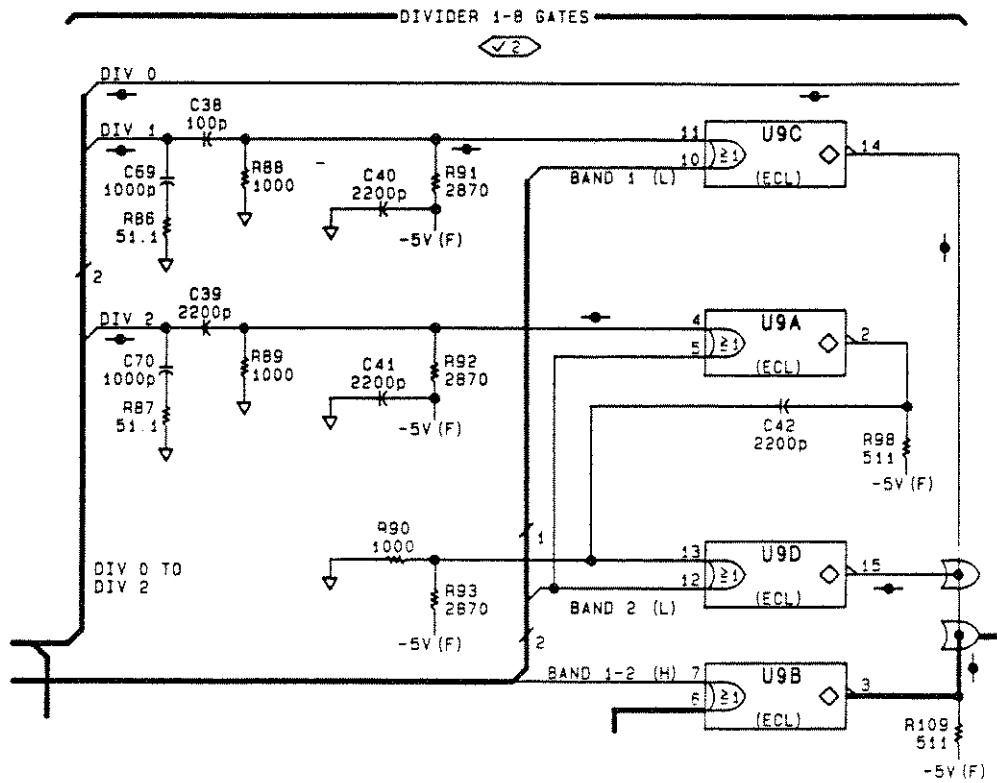 DIVIDER 1-8 GATES
✓2
DIV 0
DIV 1
C38
100p
C69
1000p
R86
51.1
R88
1000
C40
2200p
R91
2870
-5V (F)
11
10
BAND 1 (L)
U9C
≥1
(ECL)
14
2
DIV 2
C39
2200p
C70
1000p
R87
51.1
R89
1000
C41
2200p
R92
2870
-5V (F)
4
5
U9A
≥1
(ECL)
2
C42
2200p
R98
511
-5V (F)
DIV 0 TO
DIV 2
R90
1000
R93
2870
-5V (F)
1
2
13
12
BAND 2 (L)
U9D
≥1
(ECL)
15
BAND 1-2 (H)
7
6
U9B
≥1
(ECL)
3
R109
511
-5V (F)